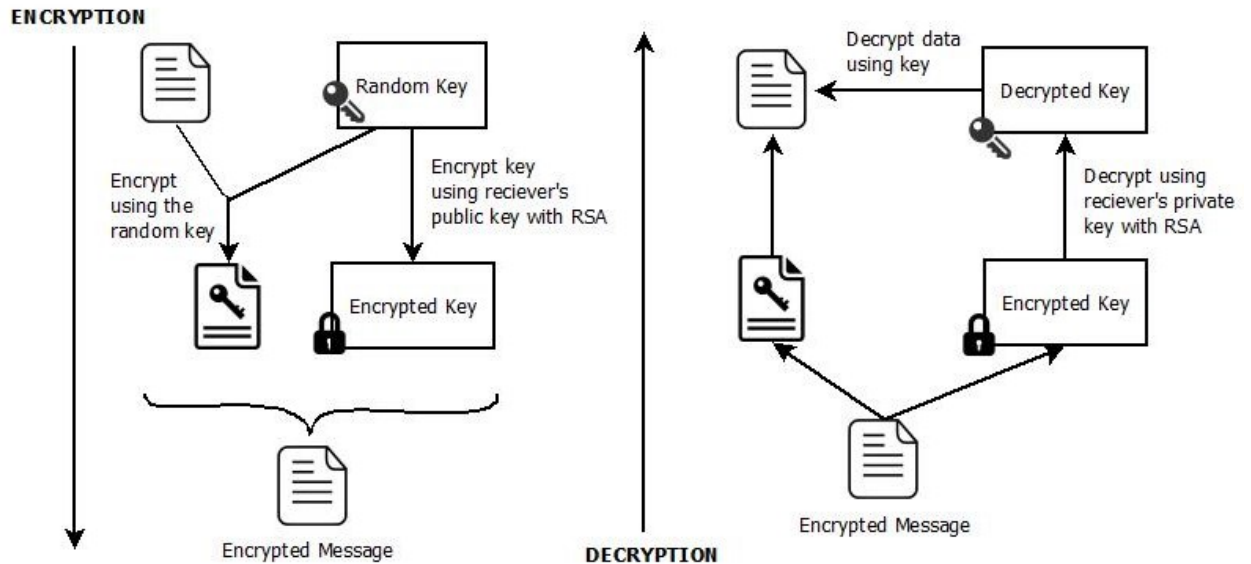 ENCRYPTION
Random Key
Encrypt
using the
random key
Encrypt key
using reciever's
public key with RSA
Encrypted Key
Encrypted Message
Decrypt data
using key
Decrypted Key
Decrypt using
reciever's private
key with RSA
Encrypted Key
Encrypted Message
DECRYPTION